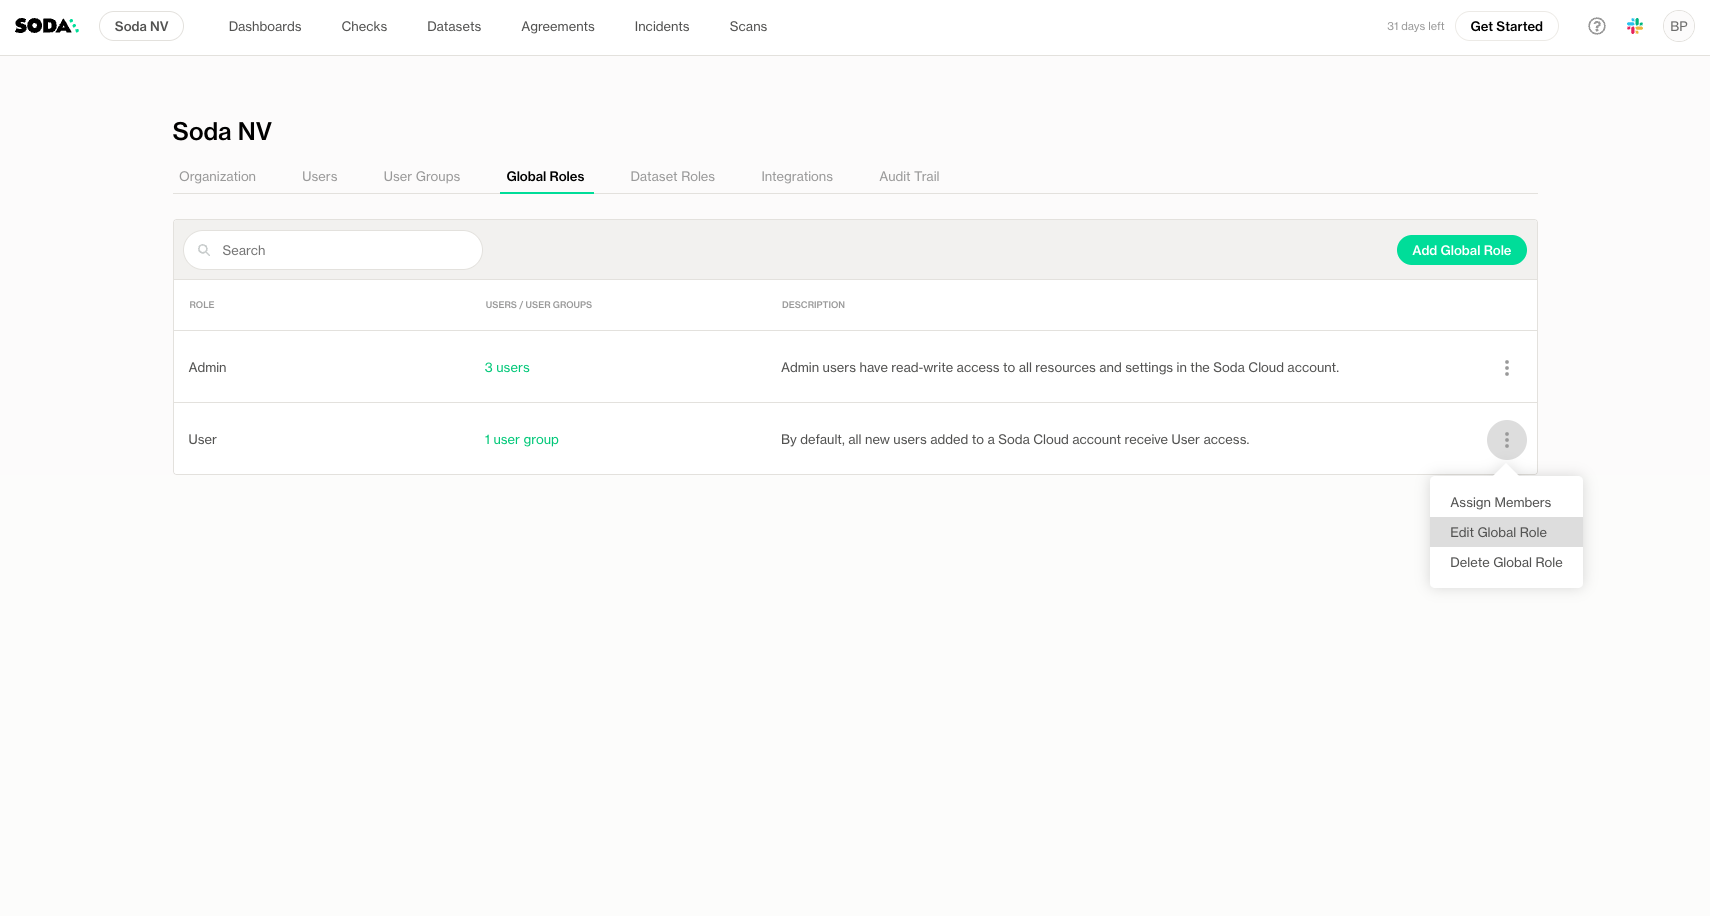 SODA Soda NV Dashboards Checks Datasets Agreements Incidents Scans 31 days left Get Started BP
Soda NV
Organization Users User Groups Global Roles Dataset Roles Integrations Audit Trail
Search Add Global Role
ROLE USERS / USER GROUPS DESCRIPTION
Admin 3 users Admin users have read-write access to all resources and settings in the Soda Cloud account.
User 1 user group By default, all new users added to a Soda Cloud account receive User access.
Assign Members
Edit Global Role
Delete Global Role